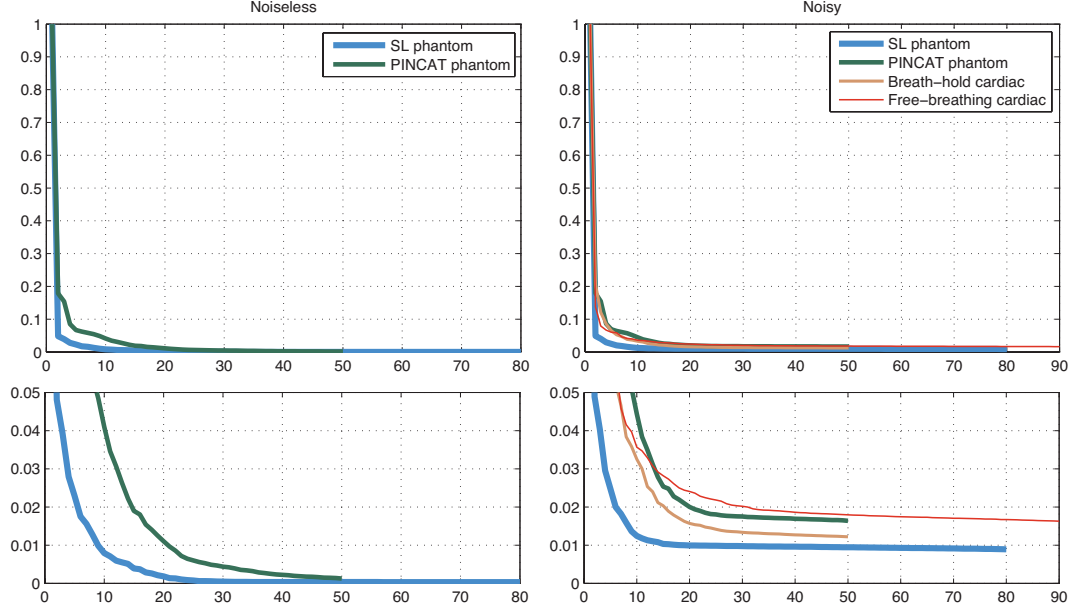 Noiseless
1
0.9
0.8
0.7
0.6
0.5
0.4
0.3
0.2
0.1
0
0 10 20 30 40 50 60 70 80
SL phantom
PINCAT phantom
Noisy
1
0.9
0.8
0.7
0.6
0.5
0.4
0.3
0.2
0.1
0
0 10 20 30 40 50 60 70 80 90
SL phantom
PINCAT phantom
Breath−hold cardiac
Free−breathing cardiac
0.05
0.04
0.03
0.02
0.01
0
0 10 20 30 40 50 60 70 80
0.05
0.04
0.03
0.02
0.01
0
0 10 20 30 40 50 60 70 80 90